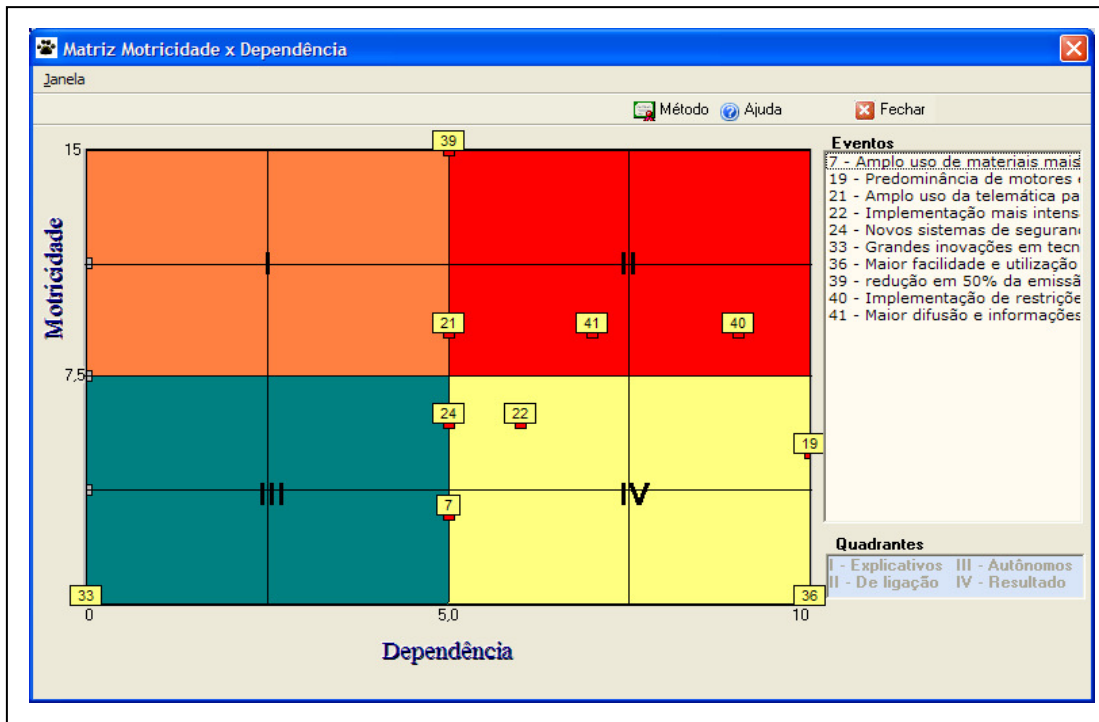 Matriz Motricidade x Dependência
Janela
Método Ajuda Fechar
Eventos
7 - Amplo uso de materiais mais
19 - Predominância de motores
21 - Amplo uso da telemática pa
22 - Implementação mais intens
24 - Novos sistemas de seguran
33 - Grandes inovações em tecn
36 - Maior facilidade e utilização
39 - redução em 50% da emissã
40 - Implementação de restriçõe
41 - Maior difusão e informações
Quadrantes
I - Explicativos III - Autônomos
II - De ligação IV - Resultado
Motricidade
15
39
I
II
21
41
40
7,5
24
22
19
III
IV
7
33
36
0
5,0
10
Dependência